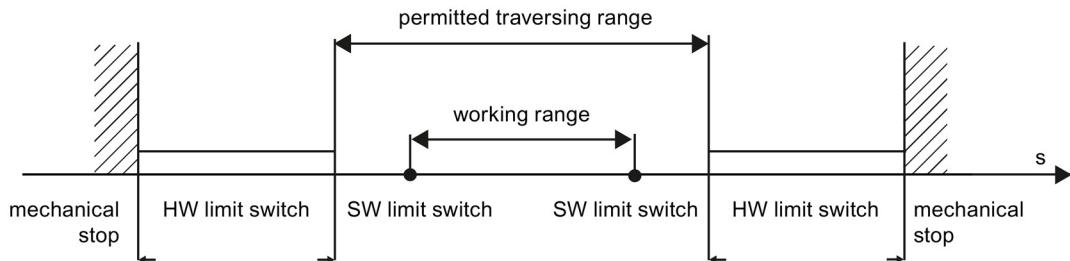 permitted traversing range
working range
s
mechanical
stop
HW limit switch
SW limit switch
SW limit switch
HW limit switch
mechanical
stop